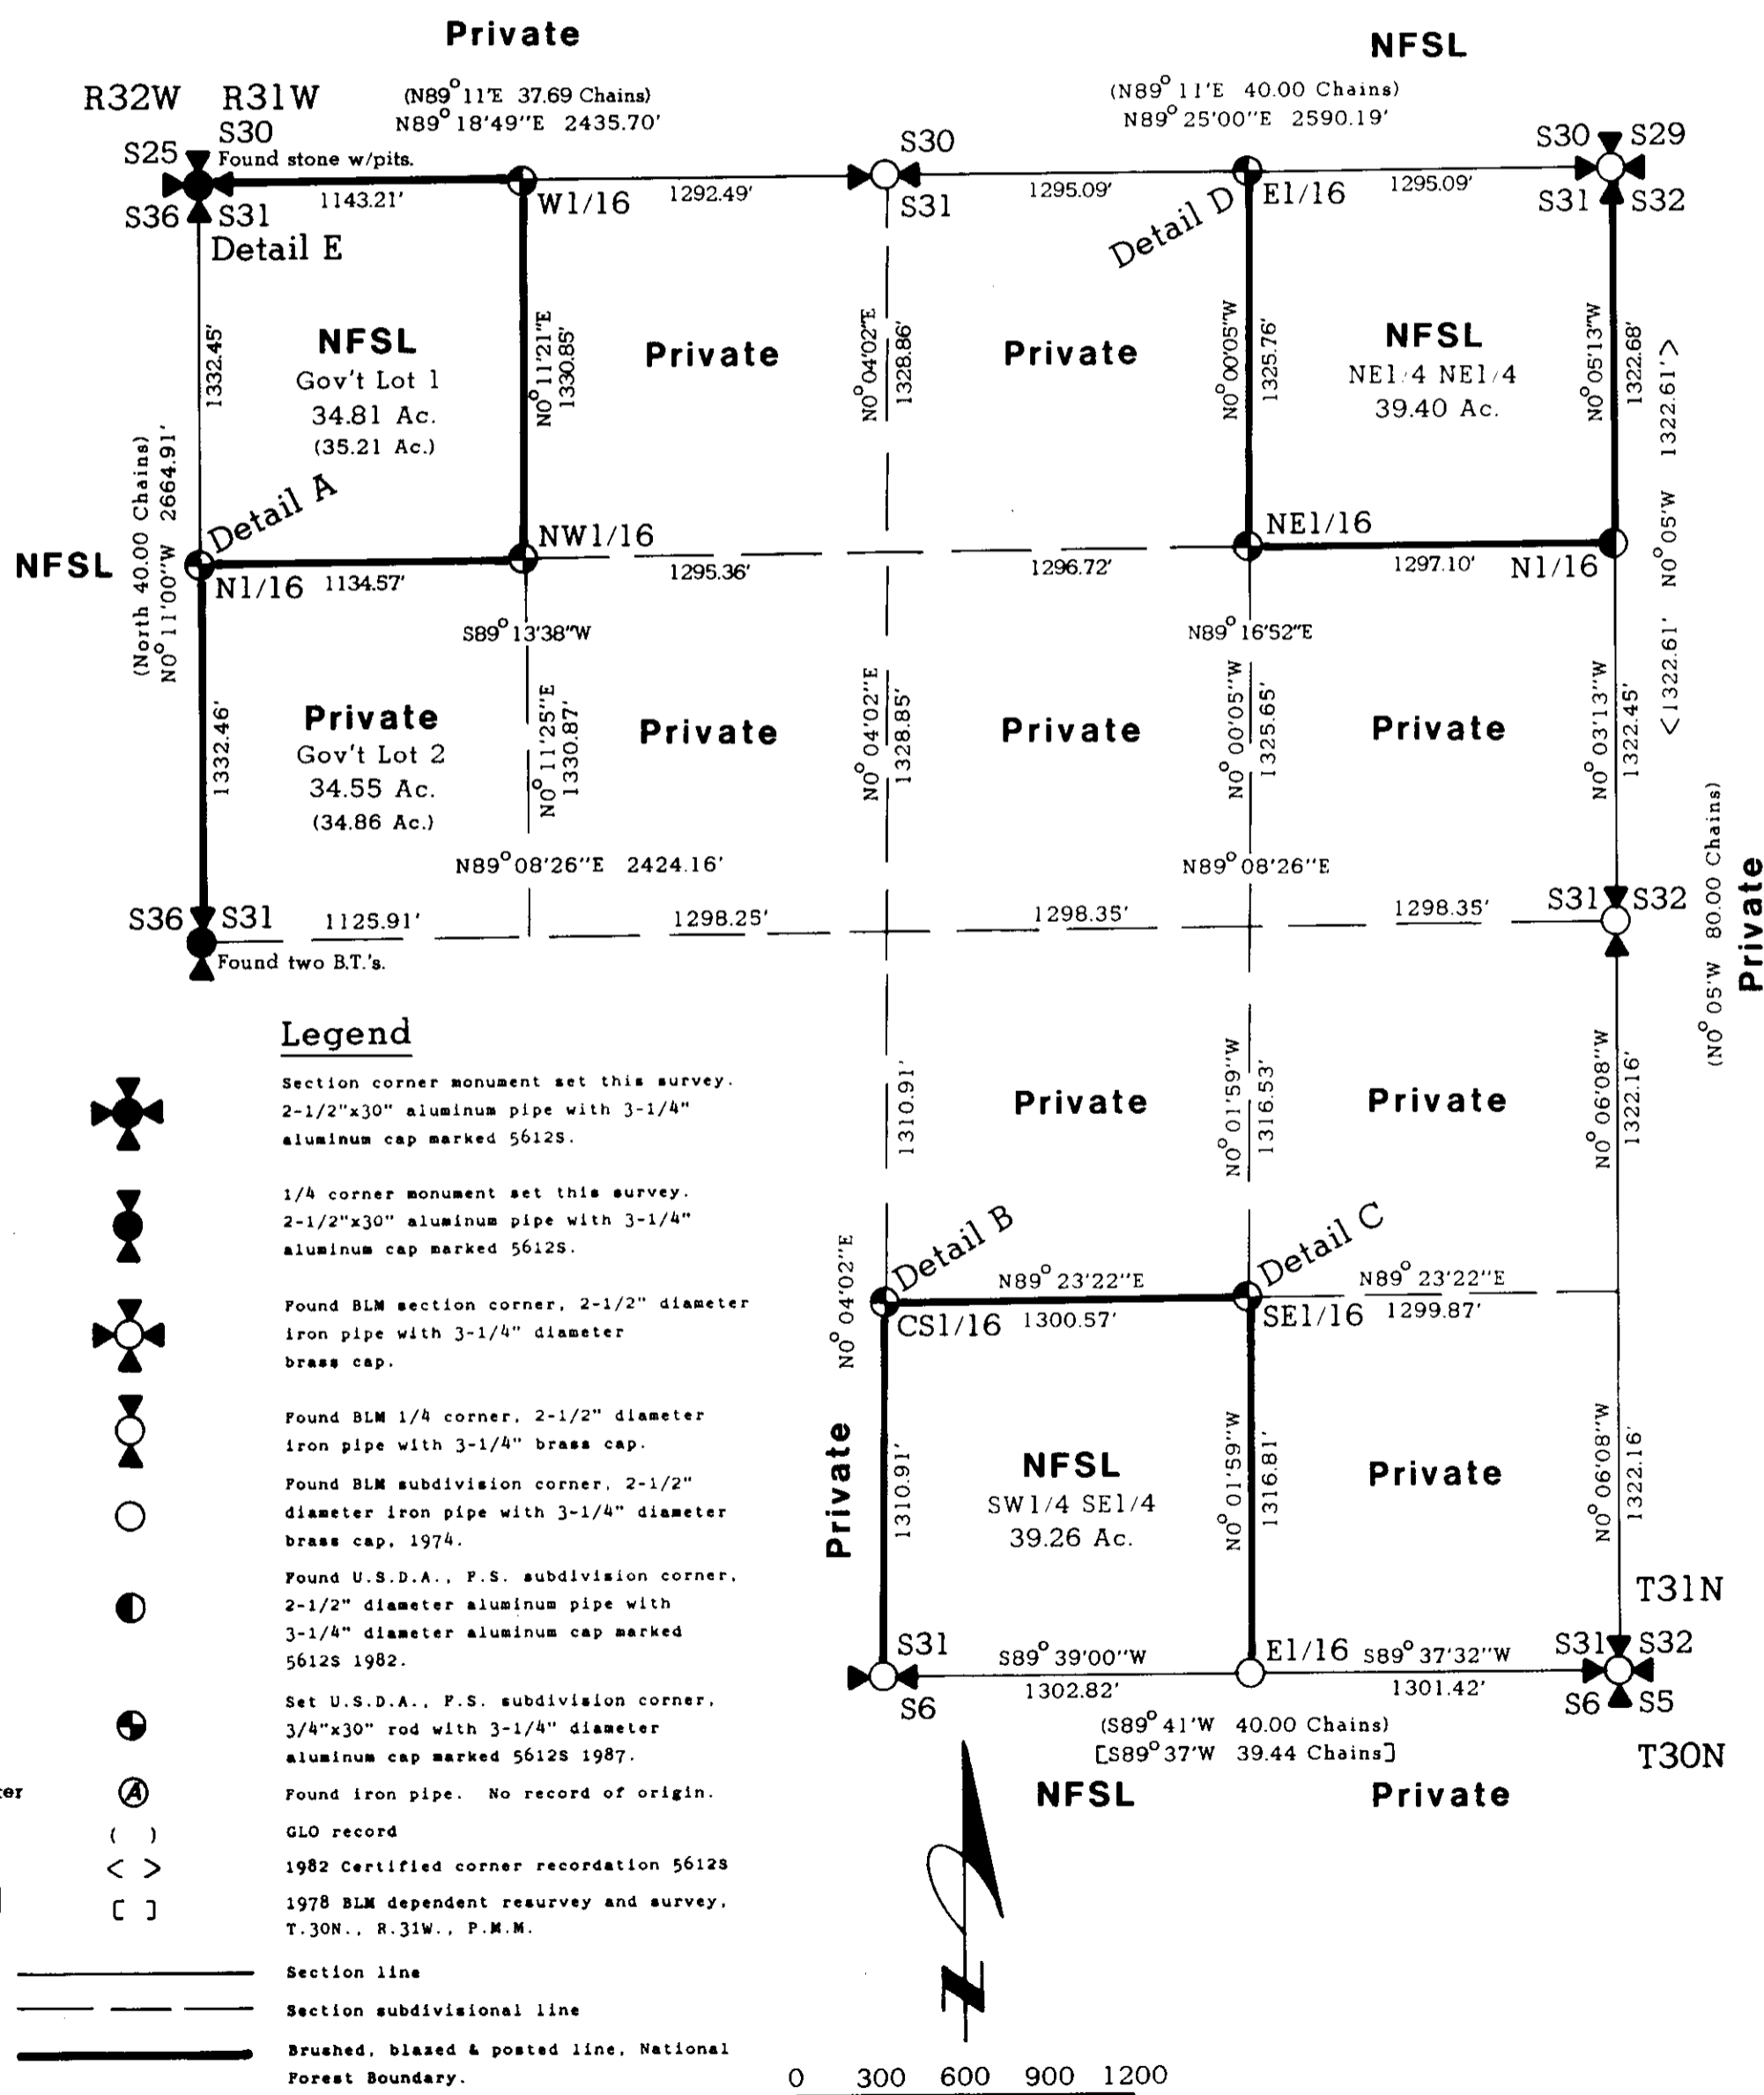 Private
NFSL
R32W R31W
(N89°11'E 37.69 Chains)
N89°18'49"E 2435.70'
(N89°11'E 40.00 Chains)
N89°25'00"E 2590.19'
S30
S25
Found stone w/pits.
S30
S30 S29
1143.21'
W1/16
1292.49'
1295.09'
E1/16
1295.09'
S36 S31
S31
S31 S32
Detail E
Detail D
1332.45'
NFSL
Gov't Lot 1
34.81 Ac.
(35.21 Ac.)
N0°11'21"E
1330.85'
Private
N0°04'02"E
1328.86'
Private
N0°00'05"W
1325.76'
NFSL
NE1/4 NE1/4
39.40 Ac.
N0°05'13"W
1322.68'
<1322.61' N0°05'W 1322.61'>
(North 40.00 Chains)
N0°11'00"W 2664.91'
Detail A
NFSL
N1/16 1134.57'
NW1/16
1295.36'
1296.72'
NE1/16
1297.10'
N1/16
S89°13'38"W
N89°16'52"E
1332.46'
Private
Gov't Lot 2
34.55 Ac.
(34.86 Ac.)
N0°11'25"E
1330.87'
Private
N0°04'02"E
1328.85'
Private
N0°00'05"W
1325.65'
Private
N0°03'13"W
1322.45'
(N0°05'W 80.00 Chains)
Private
N89°08'26"E 2424.16'
N89°08'26"E
S36 S31
1125.91'
1298.25'
1298.35'
1298.35'
S31 S32
Found two B.T.'s.
1310.91'
Private
N0°01'59"W
1316.53'
Private
N0°06'08"W
1322.16'
N0°04'02"E
Detail B
N89°23'22"E
Detail C
N89°23'22"E
CS1/16 1300.57'
SE1/16 1299.87'
Private
1310.91'
NFSL
SW1/4 SE1/4
39.26 Ac.
N0°01'59"W
1316.81'
Private
N0°06'08"W
1322.16'
T31N
S31
S89°39'00"W
E1/16 S89°37'32"W
S31 S32
S6
1302.82'
1301.42'
S6 S5
(S89°41'W 40.00 Chains)
[S89°37'W 39.44 Chains]
T30N
NFSL
Private
Legend
Section corner monument set this survey.
2-1/2"x30" aluminum pipe with 3-1/4"
aluminum cap marked 5612S.
1/4 corner monument set this survey.
2-1/2"x30" aluminum pipe with 3-1/4"
aluminum cap marked 5612S.
Found BLM section corner, 2-1/2" diameter
iron pipe with 3-1/4" diameter
brass cap.
Found BLM 1/4 corner, 2-1/2" diameter
iron pipe with 3-1/4" brass cap.
Found BLM subdivision corner, 2-1/2"
diameter iron pipe with 3-1/4" diameter
brass cap, 1974.
Found U.S.D.A., F.S. subdivision corner,
2-1/2" diameter aluminum pipe with
3-1/4" diameter aluminum cap marked
5612S 1982.
Set U.S.D.A., F.S. subdivision corner,
3/4"x30" rod with 3-1/4" diameter
aluminum cap marked 5612S 1987.
A Found iron pipe. No record of origin.
( ) GLO record
< > 1982 Certified corner recordation 5612S
[ ] 1978 BLM dependent resurvey and survey,
T.30N., R.31W., P.M.M.
Section line
Section subdivisional line
Brushed, blazed & posted line, National
Forest Boundary.
N
0 300 600 900 1200